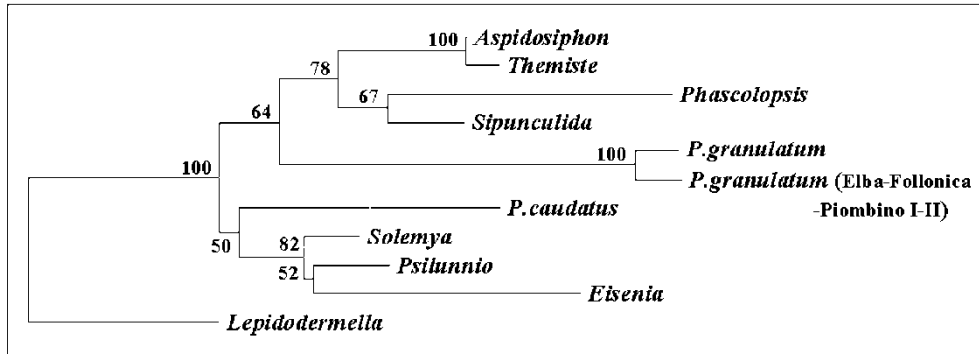 100 Aspidosiphon
Themiste
78
Phascolopsis
67
Sipunculida
64
P.granulatum
100
P.granulatum (Elba-Follonica
-Piombino I-II)
100
P.caudatus
50
82 Solemya
52 Psilunnio
Eisenia
Lepidodermella